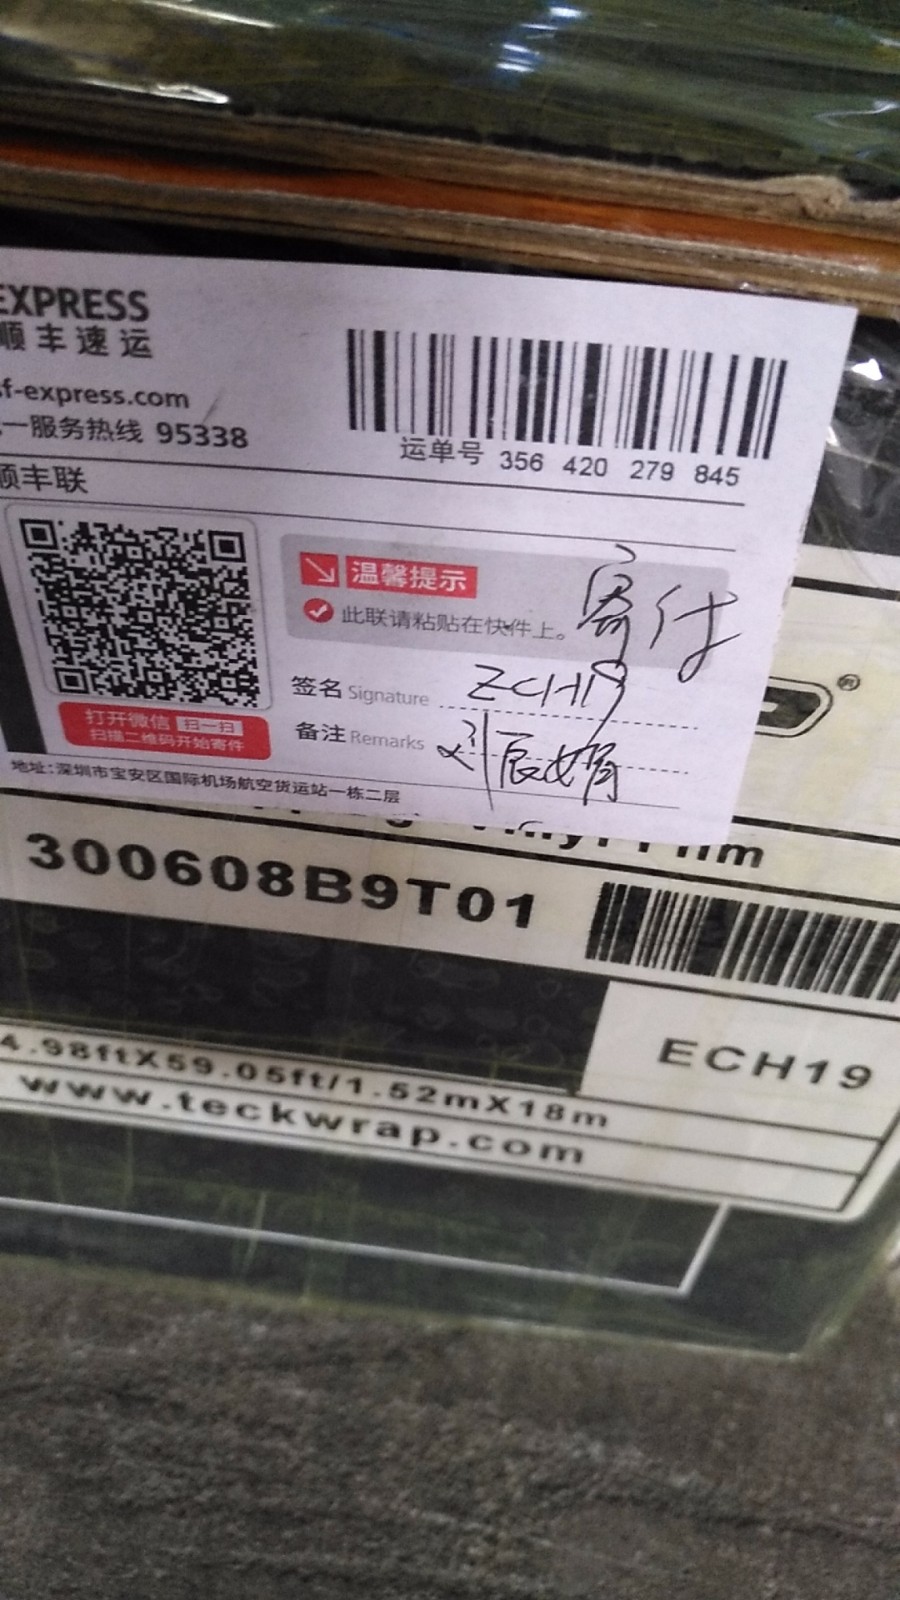 EXPRESS
顺丰速运
sf-express.com
一服务热线 95338
运单号 356 420 279 845
顺丰联
温馨提示
此联请粘贴在快件上。
寄付
签名 Signature
备注 Remarks 刘辰娟
打开微信 扫一扫
扫描二维码开始寄件
地址:深圳市宝安区国际机场航空货运站一栋二层
300608B9T01
ECH19
4.98ftX59.05ft/1.52mX18m
www.teckwrap.com